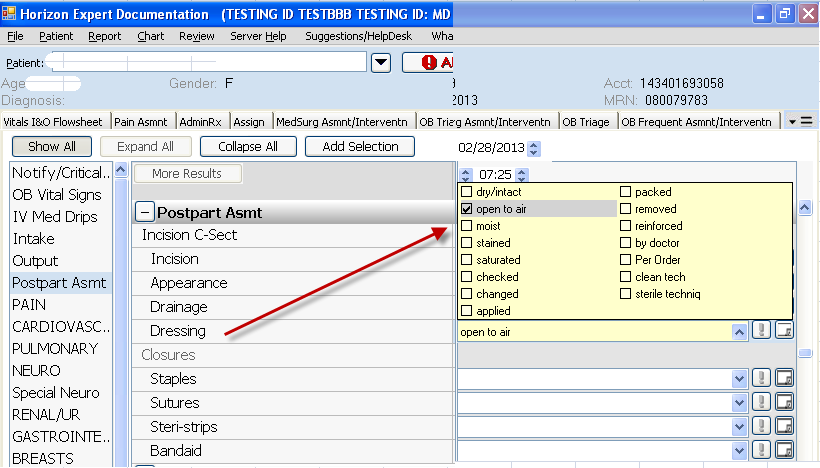 Horizon Expert Documentation (TESTING ID TESTBBB TESTING ID: MD
File Patient Report Chart Review Server Help Suggestions/HelpDesk Wha
Patient:
Age Gender: F Acct: 143401693058
Diagnosis: 2013 MRN: 080079783
Vitals I&O Flowsheet Pain Asmnt AdminRx Assign MedSurg Asmnt/Interventn OB Triag Asmnt/Interventn OB Triage OB Frequent Asmnt/Interventn
Show All Expand All Collapse All Add Selection 02/28/2013
Notify/Critical...
OB Vital Signs
IV Med Drips
Intake
Output
Postpart Asmt
PAIN
CARDIOVASC...
PULMONARY
NEURO
Special Neuro
RENAL/UR
GASTROINTE...
BREASTS
More Results
Postpart Asmt
Incision C-Sect
Incision
Appearance
Drainage
Dressing
Closures
Staples
Sutures
Steri-strips
Bandaid
07:25
dry/intact packed
open to air removed
moist reinforced
stained by doctor
saturated Per Order
checked clean tech
changed sterile techniq
applied
open to air